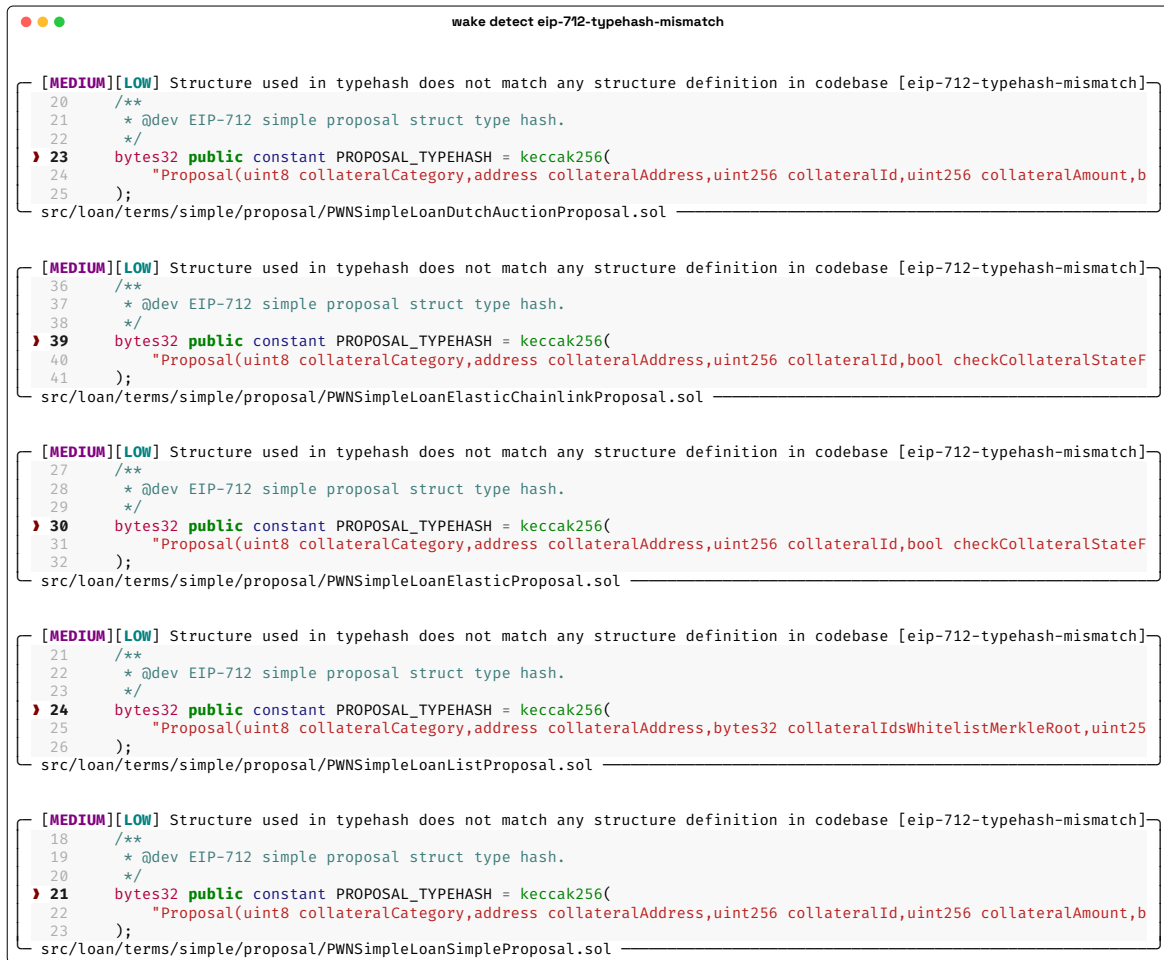 wake detect eip-712-typehash-mismatch
[MEDIUM][LOW] Structure used in typehash does not match any structure definition in codebase [eip-712-typehash-mismatch]
20 /**
21 * @dev EIP-712 simple proposal struct type hash.
22 */
❱ 23 bytes32 public constant PROPOSAL_TYPEHASH = keccak256(
24 "Proposal(uint8 collateralCategory,address collateralAddress,uint256 collateralId,uint256 collateralAmount,b
25 );
src/loan/terms/simple/proposal/PWNSimpleLoanDutchAuctionProposal.sol
[MEDIUM][LOW] Structure used in typehash does not match any structure definition in codebase [eip-712-typehash-mismatch]
36 /**
37 * @dev EIP-712 simple proposal struct type hash.
38 */
❱ 39 bytes32 public constant PROPOSAL_TYPEHASH = keccak256(
40 "Proposal(uint8 collateralCategory,address collateralAddress,uint256 collateralId,bool checkCollateralStateF
41 );
src/loan/terms/simple/proposal/PWNSimpleLoanElasticChainlinkProposal.sol
[MEDIUM][LOW] Structure used in typehash does not match any structure definition in codebase [eip-712-typehash-mismatch]
27 /**
28 * @dev EIP-712 simple proposal struct type hash.
29 */
❱ 30 bytes32 public constant PROPOSAL_TYPEHASH = keccak256(
31 "Proposal(uint8 collateralCategory,address collateralAddress,uint256 collateralId,bool checkCollateralStateF
32 );
src/loan/terms/simple/proposal/PWNSimpleLoanElasticProposal.sol
[MEDIUM][LOW] Structure used in typehash does not match any structure definition in codebase [eip-712-typehash-mismatch]
21 /**
22 * @dev EIP-712 simple proposal struct type hash.
23 */
❱ 24 bytes32 public constant PROPOSAL_TYPEHASH = keccak256(
25 "Proposal(uint8 collateralCategory,address collateralAddress,bytes32 collateralIdsWhitelistMerkleRoot,uint25
26 );
src/loan/terms/simple/proposal/PWNSimpleLoanListProposal.sol
[MEDIUM][LOW] Structure used in typehash does not match any structure definition in codebase [eip-712-typehash-mismatch]
18 /**
19 * @dev EIP-712 simple proposal struct type hash.
20 */
❱ 21 bytes32 public constant PROPOSAL_TYPEHASH = keccak256(
22 "Proposal(uint8 collateralCategory,address collateralAddress,uint256 collateralId,uint256 collateralAmount,b
23 );
src/loan/terms/simple/proposal/PWNSimpleLoanSimpleProposal.sol